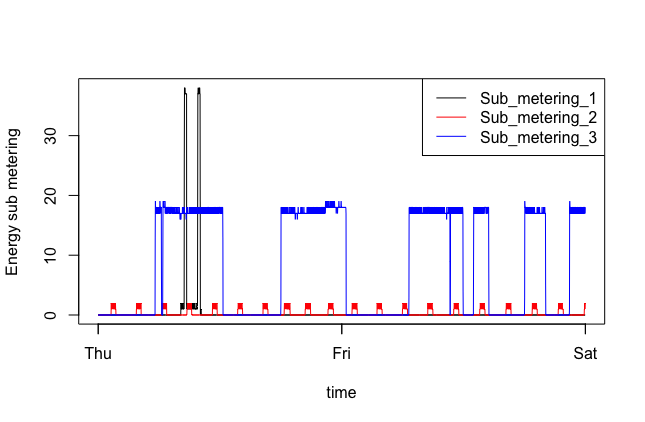 Sub_metering_1
Sub_metering_2
Sub_metering_3
Energy sub metering
30
20
10
0
Thu Fri Sat
time